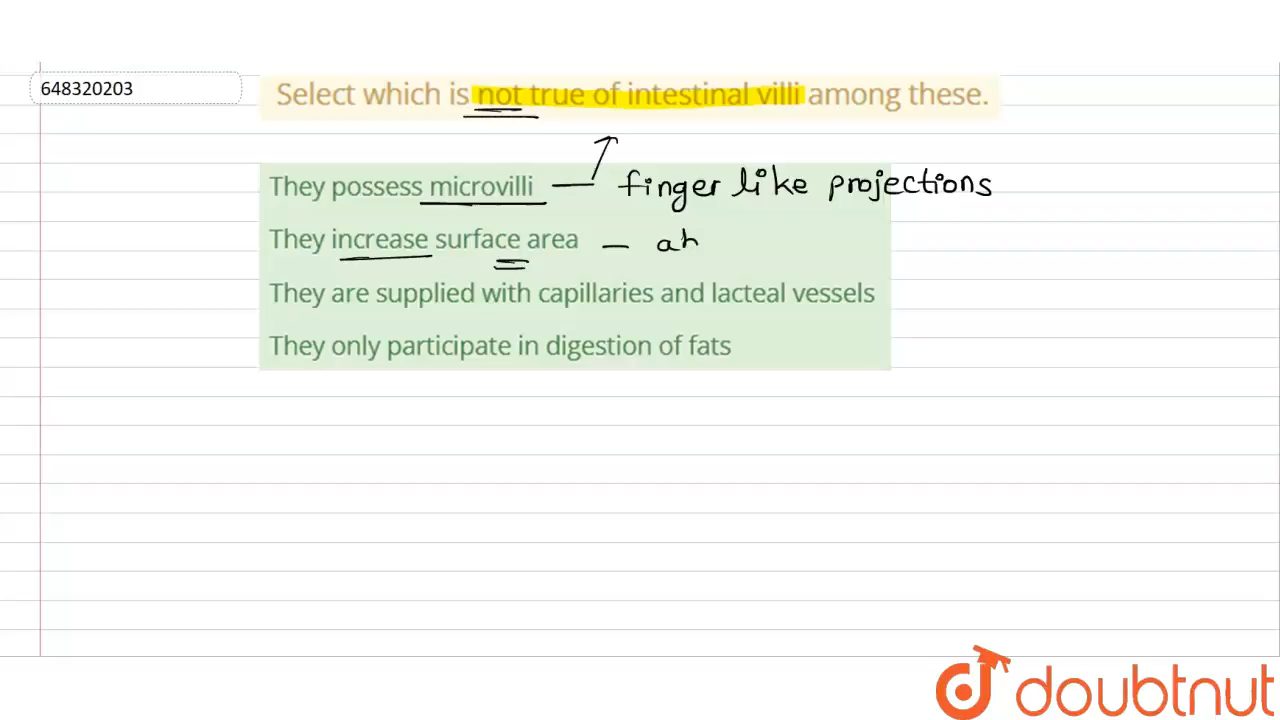 648320203
Select which is not true of intestinal villi among these.
They possess microvilli — finger like projections
They increase surface area — ab
They are supplied with capillaries and lacteal vessels
They only participate in digestion of fats
doubtnut